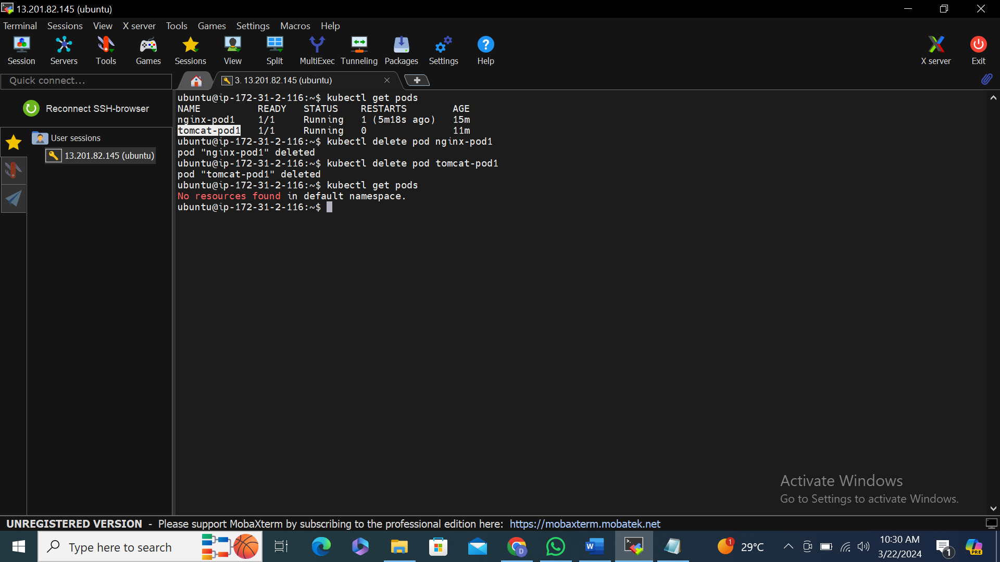 13.201.82.145 (ubuntu)
Terminal Sessions View X server Tools Games Settings Macros Help
Session Servers Tools Games Sessions View Split MultiExec Tunneling Packages Settings Help X server Exit
Quick connect...
3. 13.201.82.145 (ubuntu)
Reconnect SSH-browser
User sessions
13.201.82.145 (ubuntu)
ubuntu@ip-172-31-2-116:~$ kubectl get pods
NAME READY STATUS RESTARTS AGE
nginx-pod1 1/1 Running 1 (5m18s ago) 15m
tomcat-pod1 1/1 Running 0 11m
ubuntu@ip-172-31-2-116:~$ kubectl delete pod nginx-pod1
pod "nginx-pod1" deleted
ubuntu@ip-172-31-2-116:~$ kubectl delete pod tomcat-pod1
pod "tomcat-pod1" deleted
ubuntu@ip-172-31-2-116:~$ kubectl get pods
No resources found in default namespace.
ubuntu@ip-172-31-2-116:~$
Activate Windows
Go to Settings to activate Windows.
UNREGISTERED VERSION - Please support MobaXterm by subscribing to the professional edition here: https://mobaxterm.mobatek.net
Type here to search
D
W
1
29°C
10:30 AM
3/22/2024
1
PRE